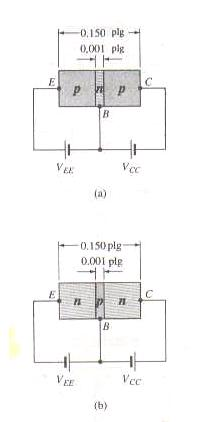 0.150 plg
0.001 plg
E
C
p n p
B
V_EE
V_CC
(a)
0.150 plg
0.001 plg
E
C
n p n
B
V_EE
V_CC
(b)